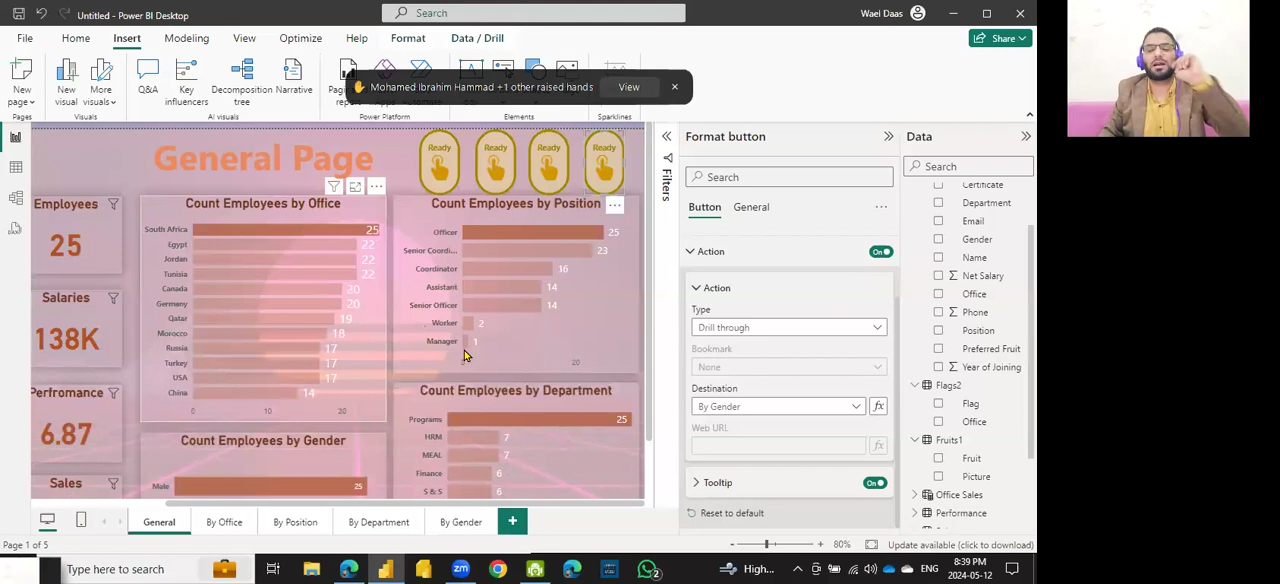 Untitled - Power BI Desktop
Search
Wael Daas
File
Home
Insert
Modeling
View
Optimize
Help
Format
Data / Drill
Share
New page
New visual
More visuals
Q&A
Key influencers
Decomposition tree
Narrative
Mohamed Ibrahim Hammad +1 other raised hands
View
Pages
Visuals
AI visuals
Power Platform
Elements
Sparklines
General Page
Ready
Ready
Ready
Ready
Employees
25
Salaries
138K
Perfromance
6.87
Sales
Count Employees by Office
South Africa 25
Egypt 22
Jordan 22
Tunisia 22
Canada 20
Germany 20
Qatar 19
Morocco 18
Russia 17
Turkey 17
USA 17
China 14
0 10 20
Count Employees by Gender
Male 25
Count Employees by Position
Officer 25
Senior Coordi... 23
Coordinator 16
Assistant 14
Senior Officer 14
Worker 2
Manager 1
20
Count Employees by Department
Programs 25
HRM 7
MEAL 7
Finance 6
S & S 6
Filters
Format button
Search
Button
General
Action
On
Action
Type
Drill through
Bookmark
None
Destination
By Gender
Web URL
Tooltip
On
Reset to default
Data
Search
Certificate
Department
Email
Gender
Name
Net Salary
Office
Phone
Position
Preferred Fruit
Year of Joining
Flags2
Flag
Office
Fruits1
Fruit
Picture
Office Sales
Performance
General
By Office
By Position
By Department
By Gender
Page 1 of 5
80%
Update available (click to download)
Type here to search
2
High...
ENG
8:39 PM
2024-05-12